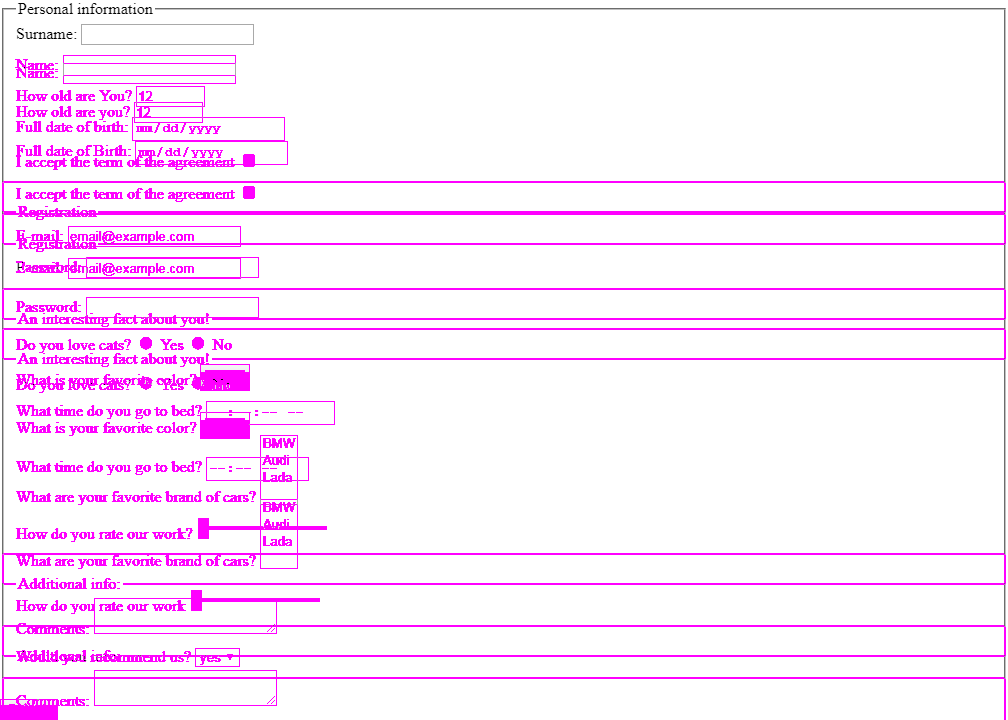 Personal information
Surname:
Name:
Name:
How old are You? 12
How old are you? 12
Full date of birth: mm/dd/yyyy
Full date of Birth: mm/dd/yyyy
I accept the term of the agreement
I accept the term of the agreement
Registration
E-mail: email@example.com
Registration
Password:
E-mail: email@example.com
Password:
An interesting fact about you!
Do you love cats? Yes No
An interesting fact about you!
What is your favorite color?
Do you love cats? Yes
What time do you go to bed? --:-- --
What is your favorite color?
BMW
Audi
What time do you go to bed? --:-- --
Lada
What are your favorite brand of cars?
BMW
Audi
How do you rate our work?
Lada
What are your favorite brand of cars?
Additional info:
How do you rate our work
Comments:
Would you recommend us? yes
Additional info:
Comments: